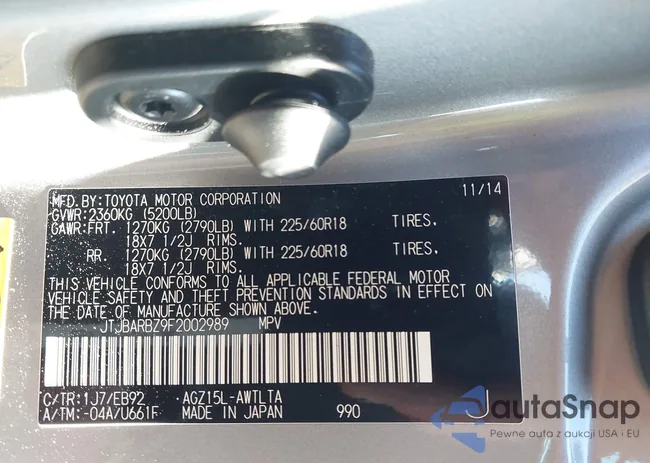 MFD. BY: TOYOTA MOTOR CORPORATION 11/14
GVWR: 2360KG (5200LB)
GAWR: FRT. 1270KG (2790LB) WITH 225/60R18 TIRES.
18X7 1/2J RIMS.
RR. 1270KG (2790LB) WITH 225/60R18 TIRES.
18X7 1/2J RIMS.
THIS VEHICLE CONFORMS TO ALL APPLICABLE FEDERAL MOTOR
VEHICLE SAFETY AND THEFT PREVENTION STANDARDS IN EFFECT ON
THE DATE OF MANUFACTURE SHOWN ABOVE.
JTJBARBZ9F2002989 MPV
C/TR: 1J7/EB92 AGZ15L-AWTLTA
A/TM: -04A/U661F MADE IN JAPAN 990 J
autaSnap
Pewne auta z aukcji USA i EU